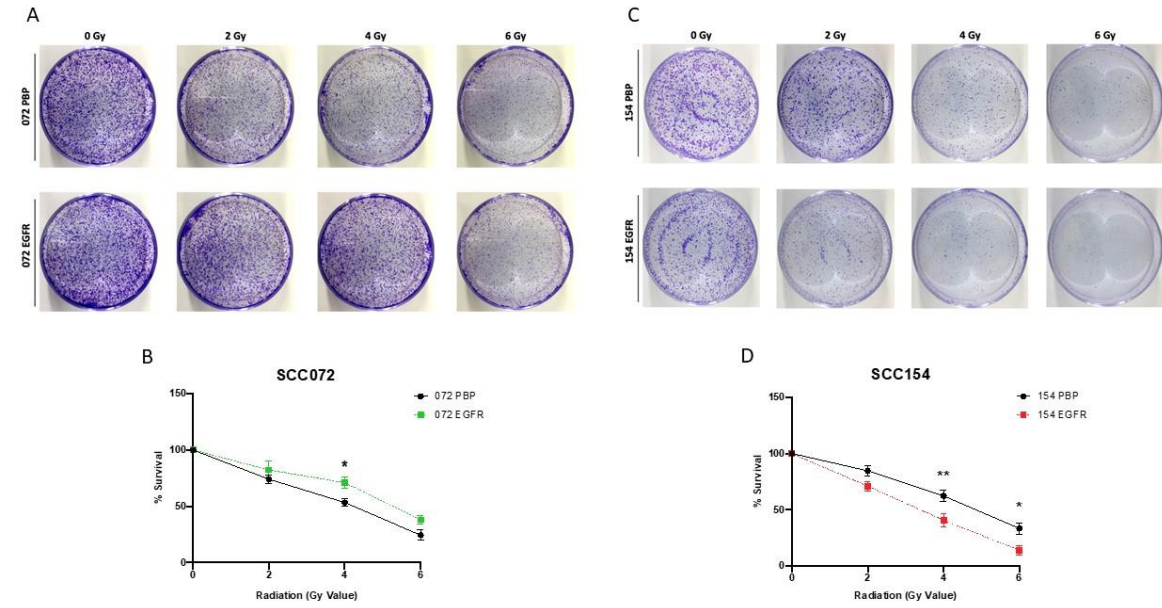 A
0 Gy 2 Gy 4 Gy 6 Gy
072 PBP
072 EGFR
B
SCC072
072 PBP
072 EGFR
150
100
50
0
% Survival
*
0 2 4 6
Radiation (Gy Value)
C
0 Gy 2 Gy 4 Gy 6 Gy
154 PBP
154 EGFR
D
SCC154
154 PBP
154 EGFR
150
100
50
0
% Survival
**
*
0 2 4 6
Radiation (Gy Value)